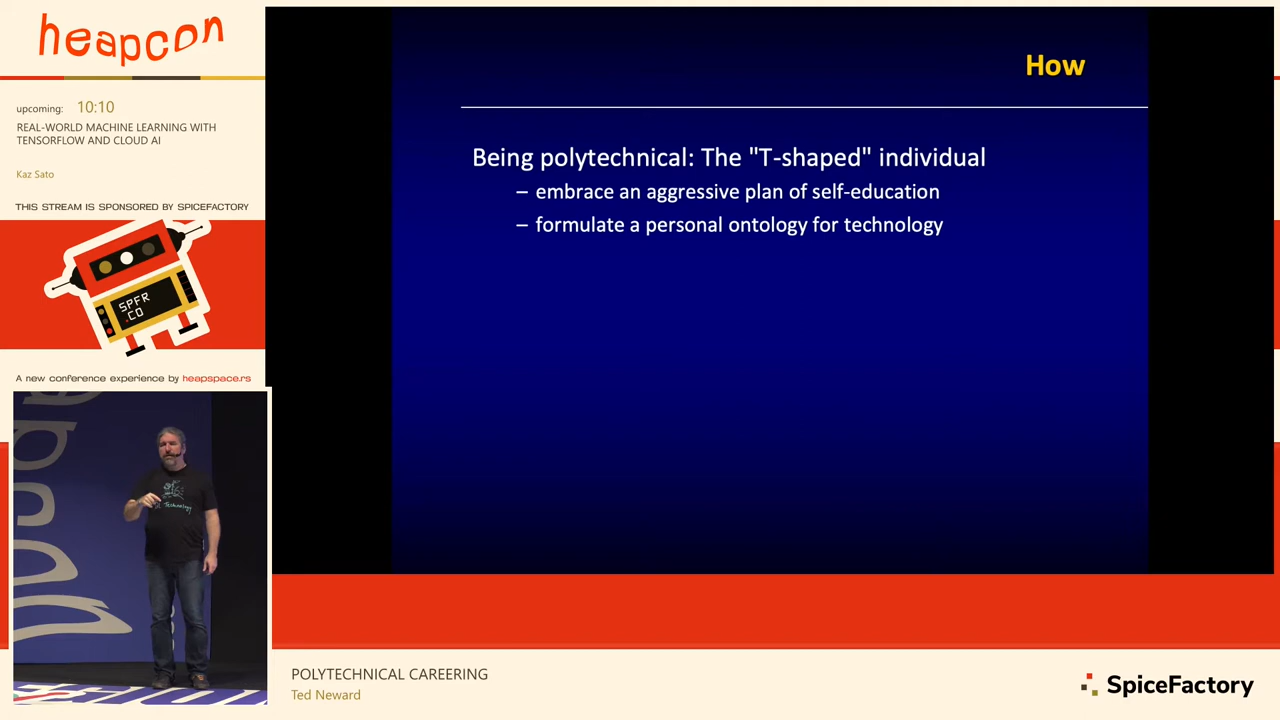 heapcon
upcoming: 10:10
REAL-WORLD MACHINE LEARNING WITH
TENSORFLOW AND CLOUD AI
Kaz Sato
THIS STREAM IS SPONSORED BY SPICEFACTORY
SPFR
.CO
A new conference experience by heapspace.rs
How
Being polytechnical: The "T-shaped" individual
– embrace an aggressive plan of self-education
– formulate a personal ontology for technology
Technology
POLYTECHNICAL CAREERING
Ted Neward
SpiceFactory